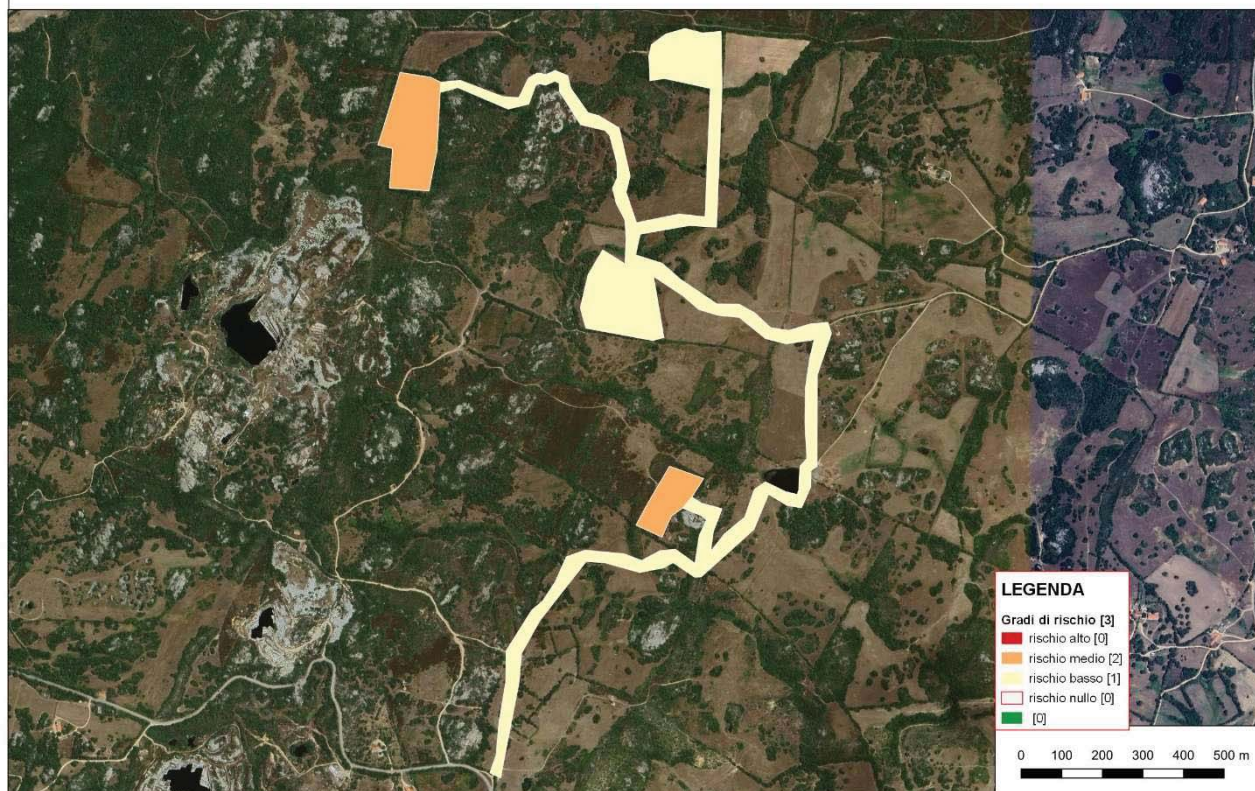 LEGENDA
Gradi di rischio [3]
rischio alto [0]
rischio medio [2]
rischio basso [1]
rischio nullo [0]
[0]
0 100 200 300 400 500 m